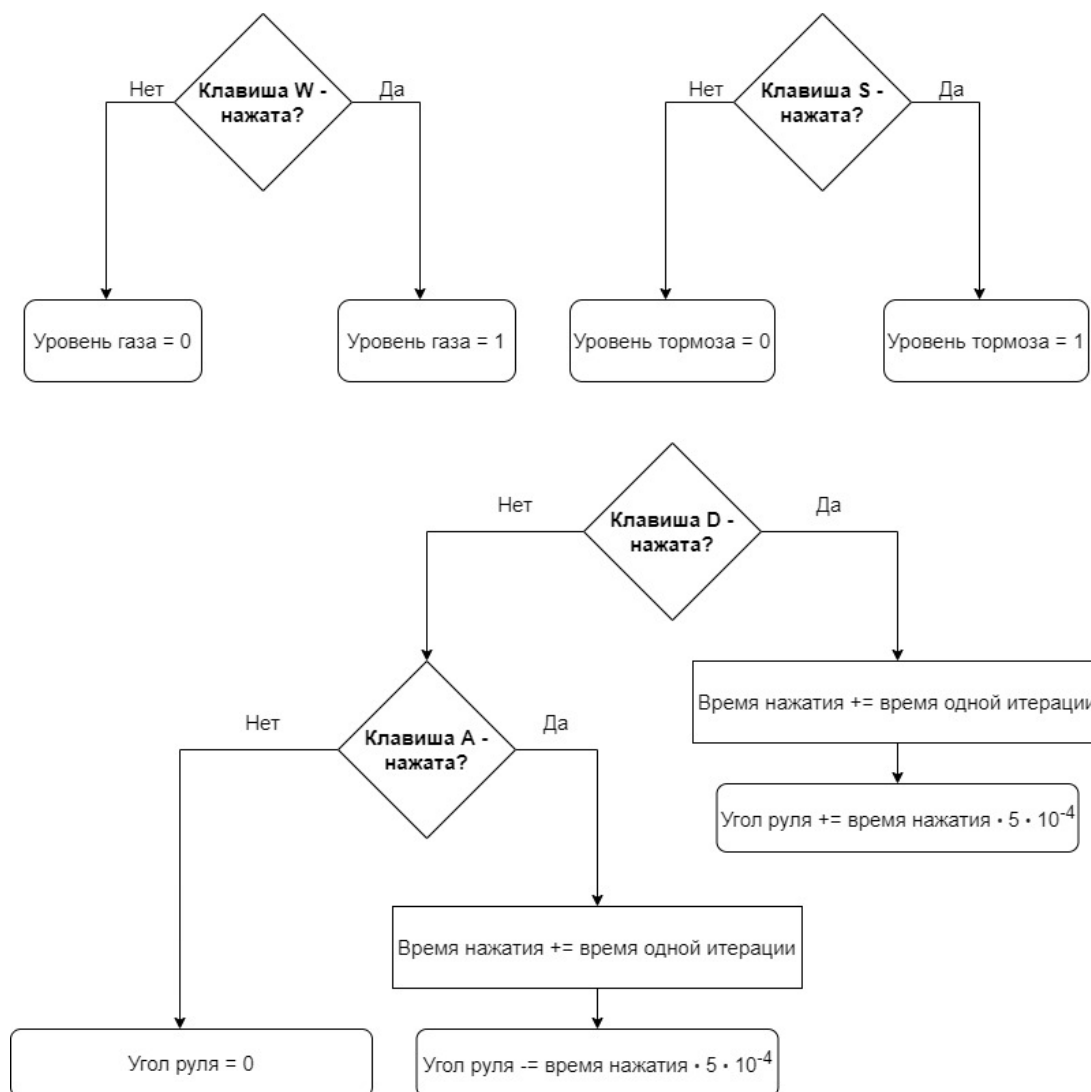 Нет
Клавиша W -
нажата?
Да
Нет
Клавиша S -
нажата?
Да
Уровень газа = 0
Уровень газа = 1
Уровень тормоза = 0
Уровень тормоза = 1
Нет
Клавиша D -
нажата?
Да
Нет
Клавиша A -
нажата?
Да
Время нажатия += время одной итерации
Угол руля += время нажатия • 5 • 10⁻⁴
Время нажатия += время одной итерации
Угол руля = 0
Угол руля -= время нажатия • 5 • 10⁻⁴